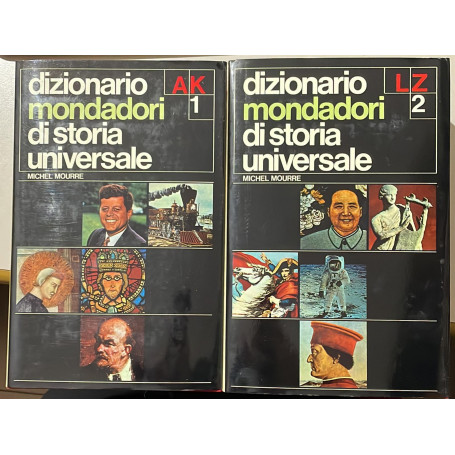 dizionario
mondadori
di storia
universale
AK
1
MICHEL MOURRE
dizionario
mondadori
di storia
universale
LZ
2
MICHEL MOURRE